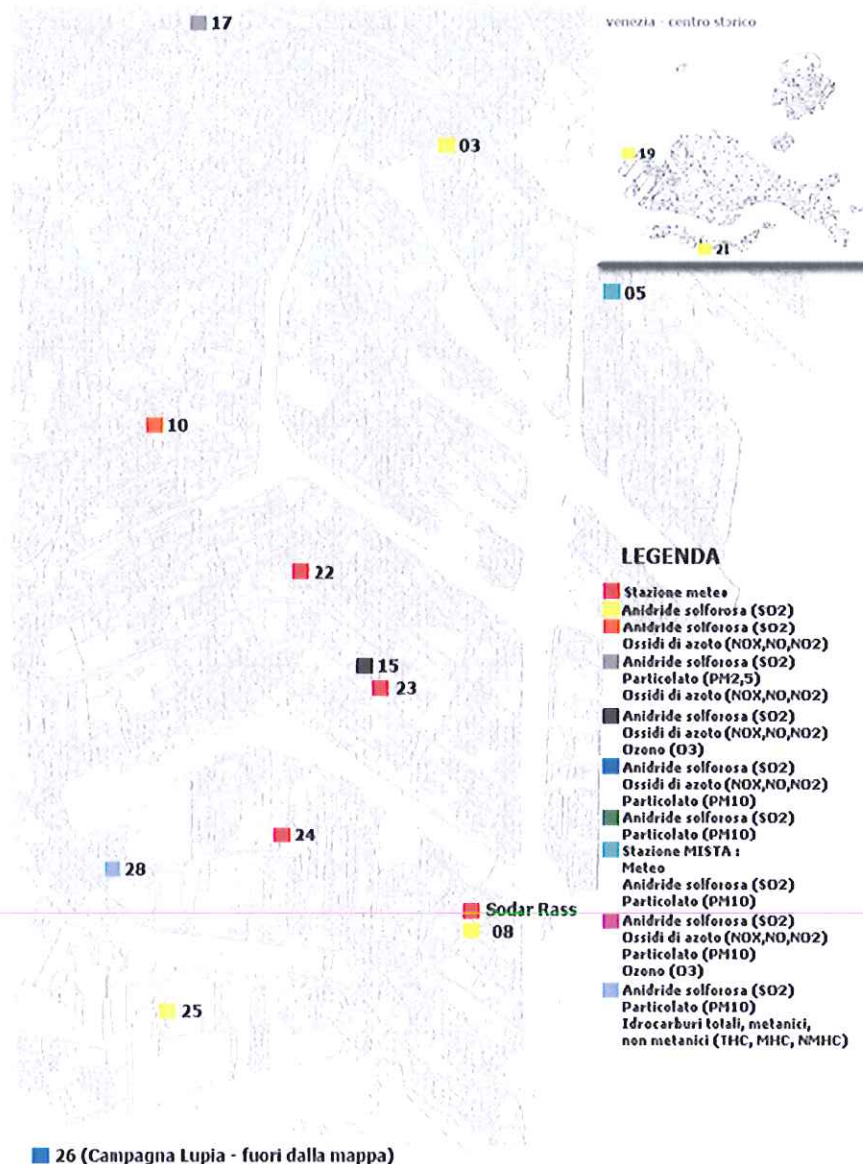 17
venezia - centro storico
03
19
21
05
10
22
LEGENDA
Stazione meteo
Anidride solforosa (SO2)
Anidride solforosa (SO2)
Ossidi di azoto (NOX,NO,NO2)
15
Anidride solforosa (SO2)
Particolato (PM2,5)
23
Ossidi di azoto (NOX,NO,NO2)
Anidride solforosa (SO2)
Ossidi di azoto (NOX,NO,NO2)
Ozono (O3)
Anidride solforosa (SO2)
Ossidi di azoto (NOX,NO,NO2)
Particolato (PM10)
24
Anidride solforosa (SO2)
Particolato (PM10)
28
Stazione MISTA :
Meteo
Anidride solforosa (SO2)
Particolato (PM10)
Sodar Rass
08
Anidride solforosa (SO2)
Ossidi di azoto (NOX,NO,NO2)
Particolato (PM10)
Ozono (O3)
25
Anidride solforosa (SO2)
Particolato (PM10)
Idrocarburi totali, metanici,
non metanici (THC, MHC, NMHC)
26 (Campagna Lupia - fuori dalla mappa)